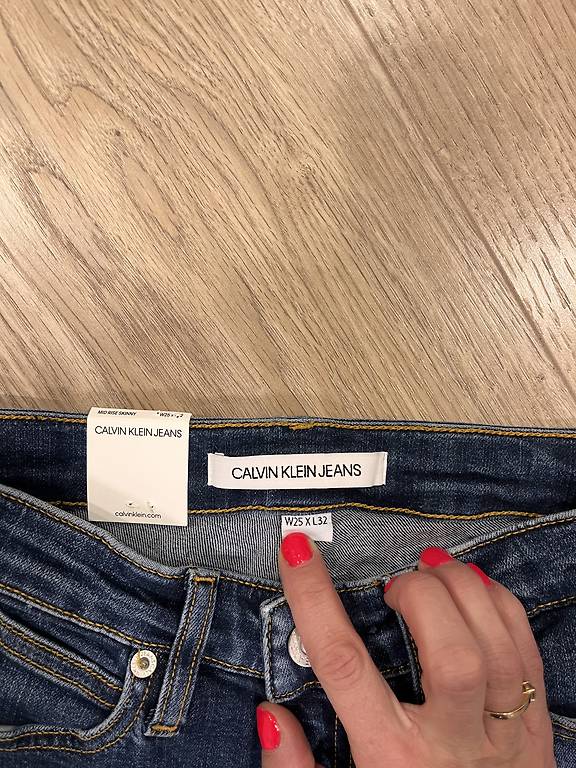 MID RISE SKINNY
CALVIN KLEIN JEANS
calvinklein.com
CALVIN KLEIN JEANS
W25 X L32